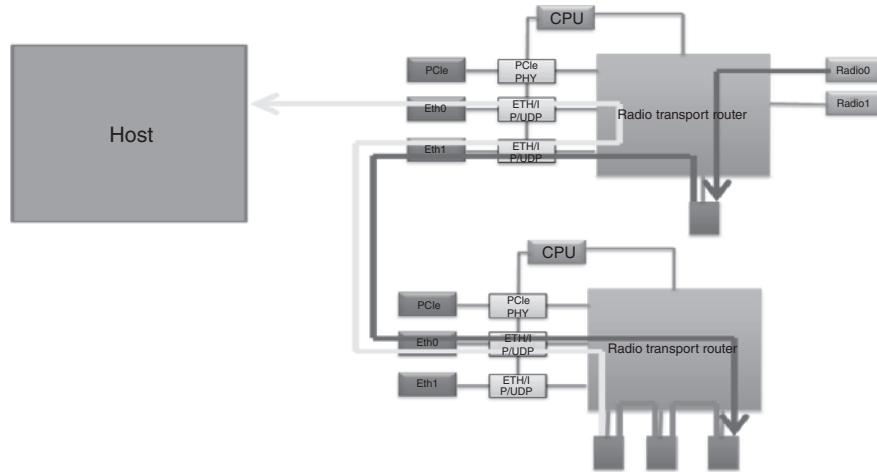 CPU
PCIe
PCIe
PHY
Radio0
Eth0
ETH/I
P/UDP
Radio1
Host
Radio transport router
Eth1
ETH/I
P/UDP
CPU
PCIe
PCIe
PHY
Eth0
ETH/I
P/UDP
Radio transport router
Eth1
ETH/I
P/UDP